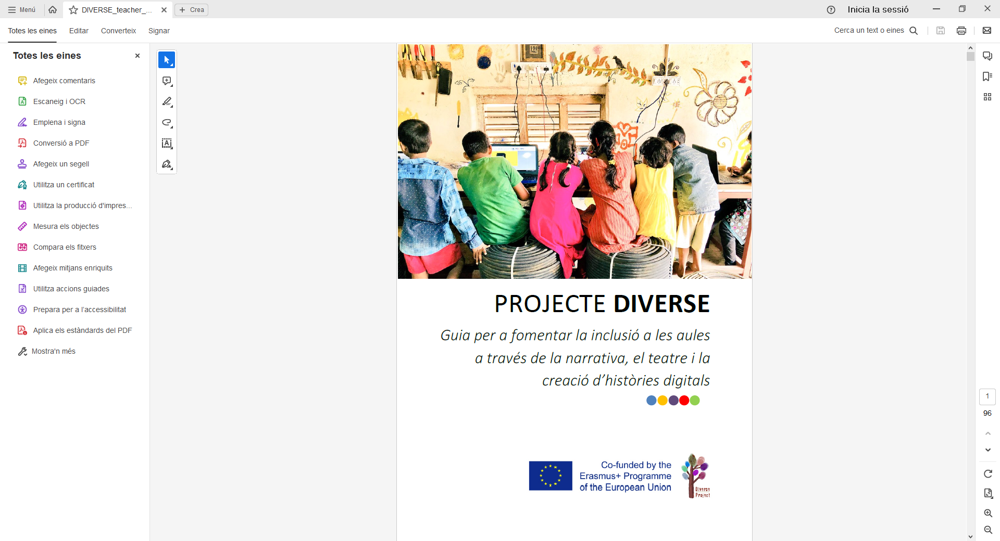 Menú
DIVERSE_teacher_...
Crea
Inicia la sessió
Totes les eines
Editar
Converteix
Signar
Cerca un text o eines
Totes les eines
Afegeix comentaris
Escaneig i OCR
Emplena i signa
Conversió a PDF
Afegeix un segell
Utilitza un certificat
Utilitza la producció d'impres...
Mesura els objectes
Compara els fitxers
Afegeix mitjans enriquits
Utilitza accions guiades
Prepara per a l'accessibilitat
Aplica els estàndards del PDF
Mostra'n més
PROJECTE DIVERSE
Guia per a fomentar la inclusió a les aules
a través de la narrativa, el teatre i la
creació d'històries digitals
Co-funded by the
Erasmus+ Programme
of the European Union
Diverse
Project
1
96